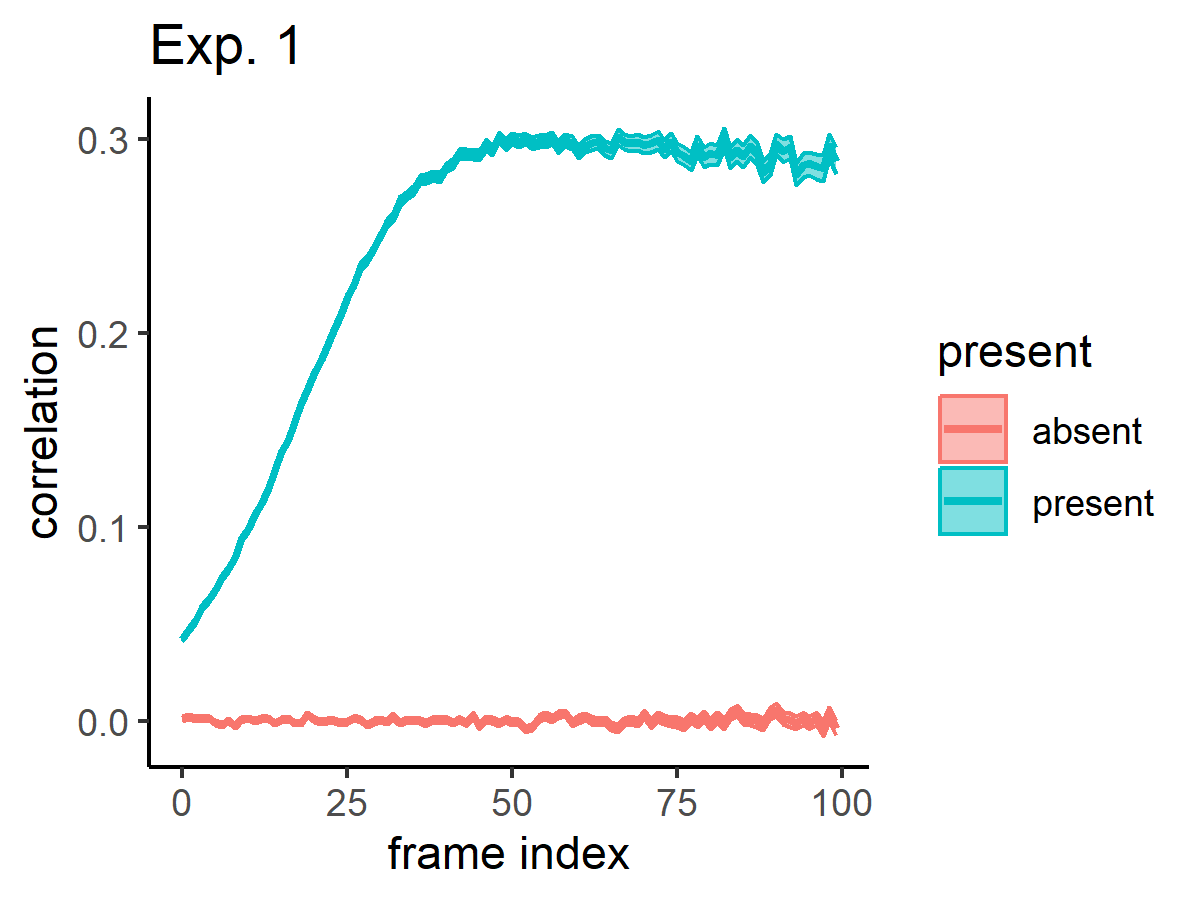 Exp. 1
correlation
0.3
0.2
0.1
0.0
0 25 50 75 100
frame index
present
absent
present